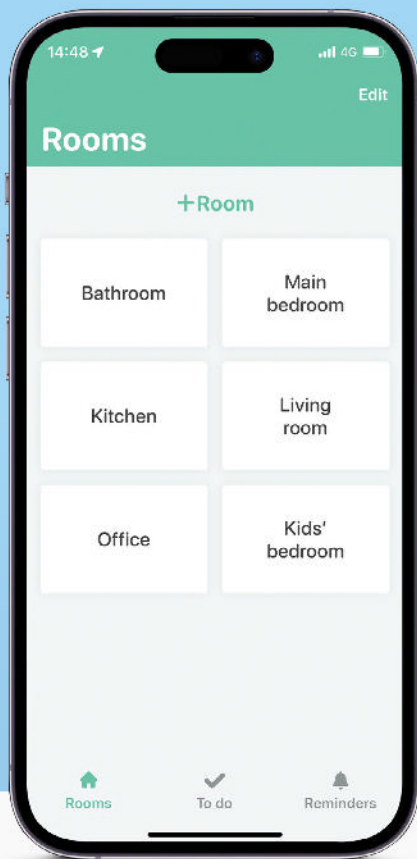 14:48
4G
Edit
Rooms
+Room
Bathroom
Main
bedroom
Kitchen
Living
room
Office
Kids'
bedroom
Rooms
To do
Reminders